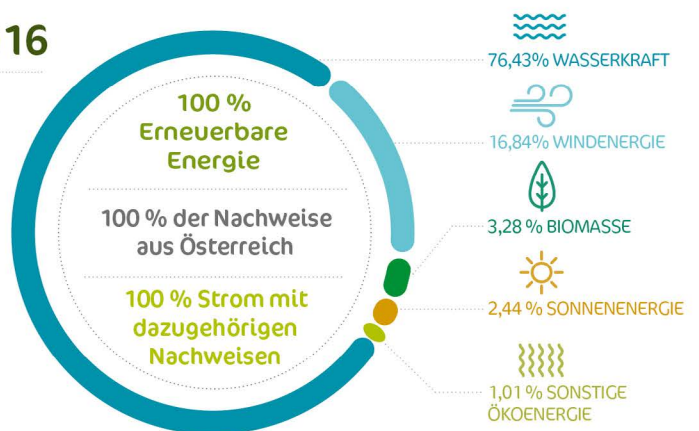 16
100 %
Erneuerbare
Energie
100 % der Nachweise
aus Österreich
100 % Strom mit
dazugehörigen
Nachweisen
76,43% WASSERKRAFT
16,84% WINDENERGIE
3,28 % BIOMASSE
2,44 % SONNENENERGIE
1,01 % SONSTIGE
ÖKOENERGIE